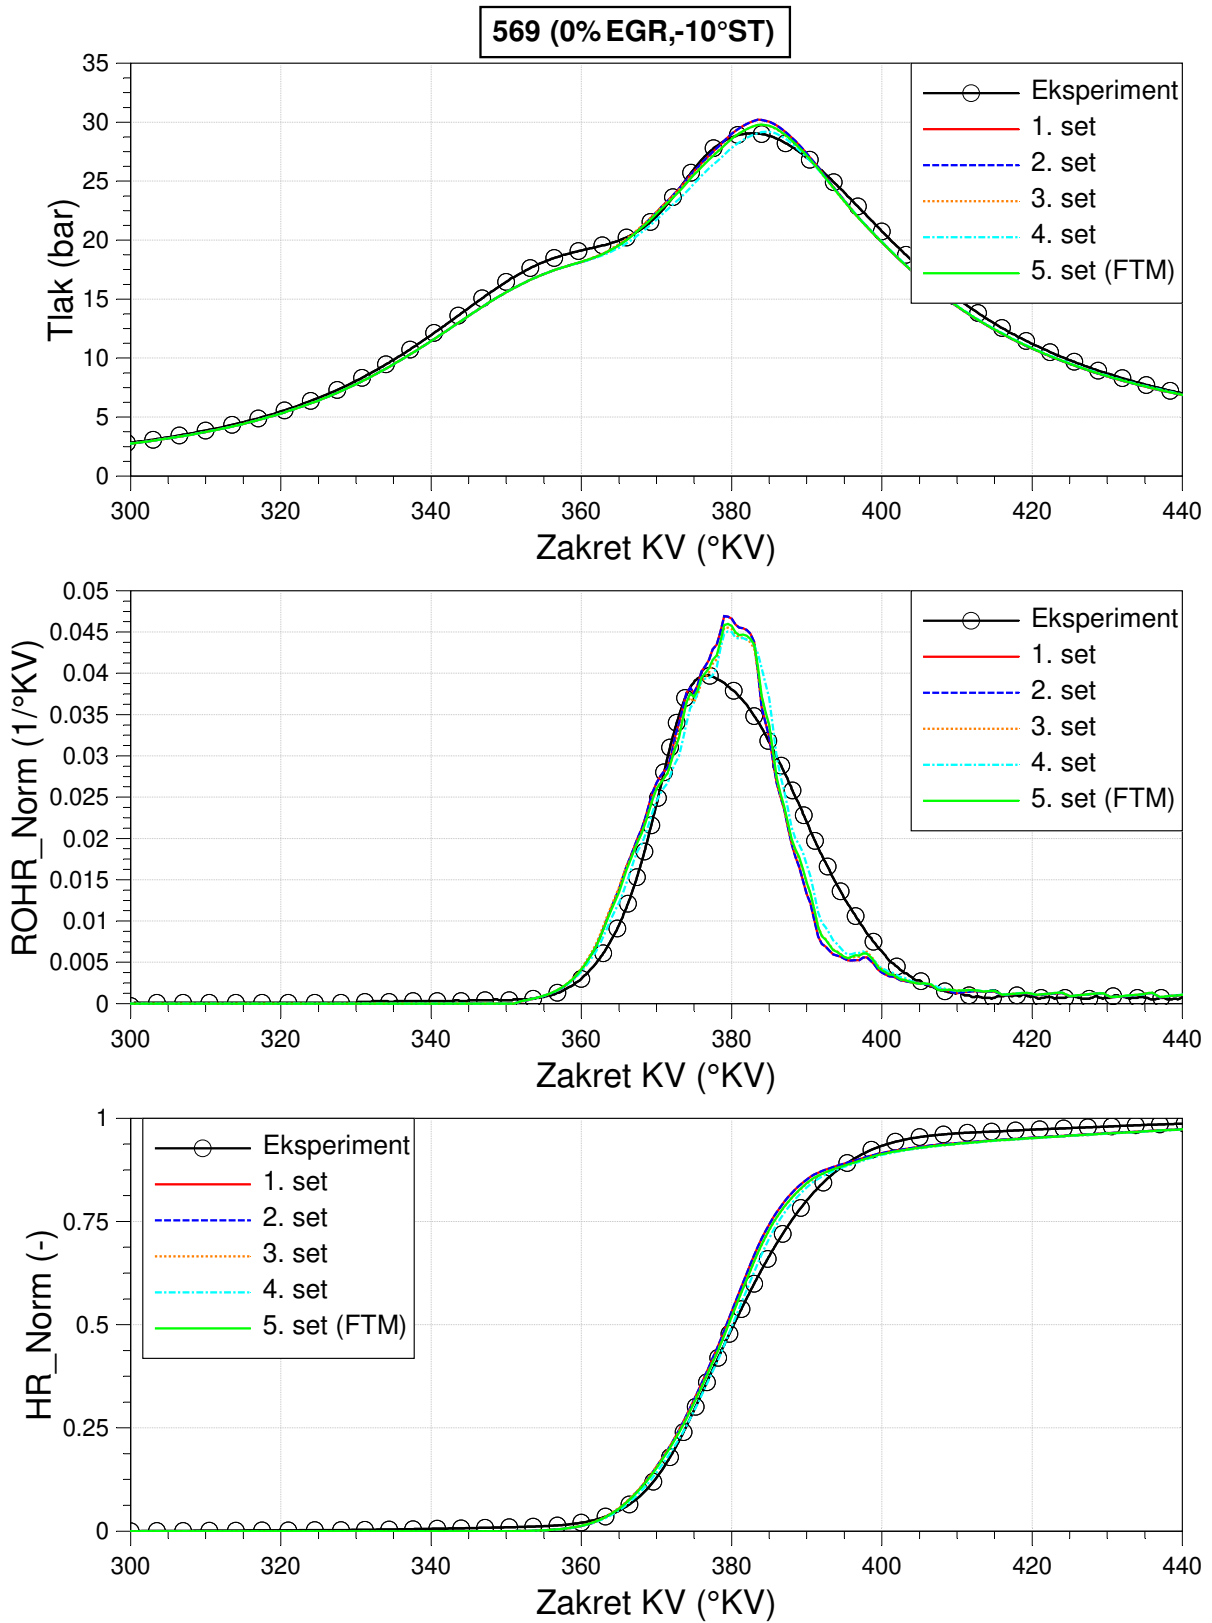 569 (0% EGR,-10°ST)
35
30
25
20
15
10
5
0
Tlak (bar)
Eksperiment
1. set
2. set
3. set
4. set
5. set (FTM)
300 320 340 360 380 400 420 440
Zakret KV (°KV)
0.05
0.045
0.04
0.035
0.03
0.025
0.02
0.015
0.01
0.005
0
ROHR_Norm (1/°KV)
Eksperiment
1. set
2. set
3. set
4. set
5. set (FTM)
300 320 340 360 380 400 420 440
Zakret KV (°KV)
1
0.75
0.5
0.25
0
HR_Norm (-)
Eksperiment
1. set
2. set
3. set
4. set
5. set (FTM)
300 320 340 360 380 400 420 440
Zakret KV (°KV)